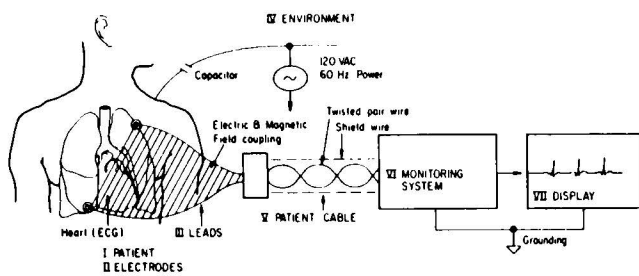 IV ENVIRONMENT
Capacitor
120 VAC
60 Hz Power
Electric & Magnetic
Field coupling
Twisted pair wire
Shield wire
VI MONITORING
SYSTEM
VII DISPLAY
V PATIENT CABLE
III LEADS
Heart (ECG)
I PATIENT
II ELECTRODES
Grounding